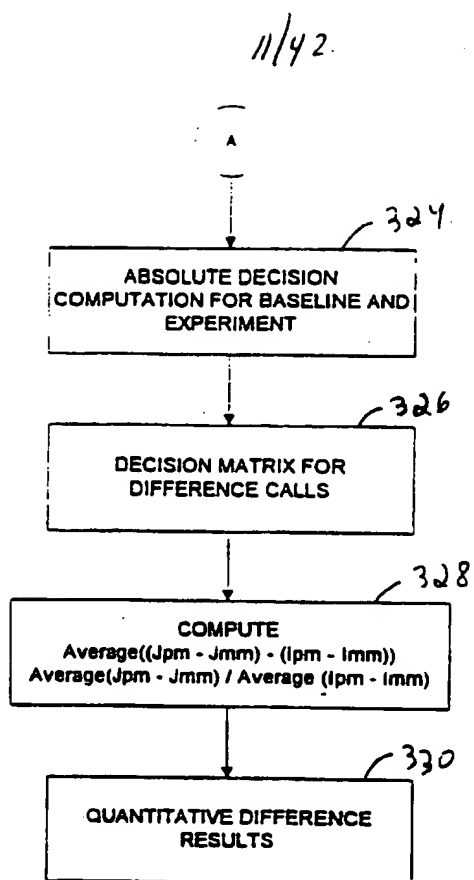 11/42
A
324
ABSOLUTE DECISION
COMPUTATION FOR BASELINE AND
EXPERIMENT
326
DECISION MATRIX FOR
DIFFERENCE CALLS
328
COMPUTE
Average((Jpm - Jmm) - (Ipm - Imm))
Average(Jpm - Jmm) / Average (Ipm - Imm)
330
QUANTITATIVE DIFFERENCE
RESULTS